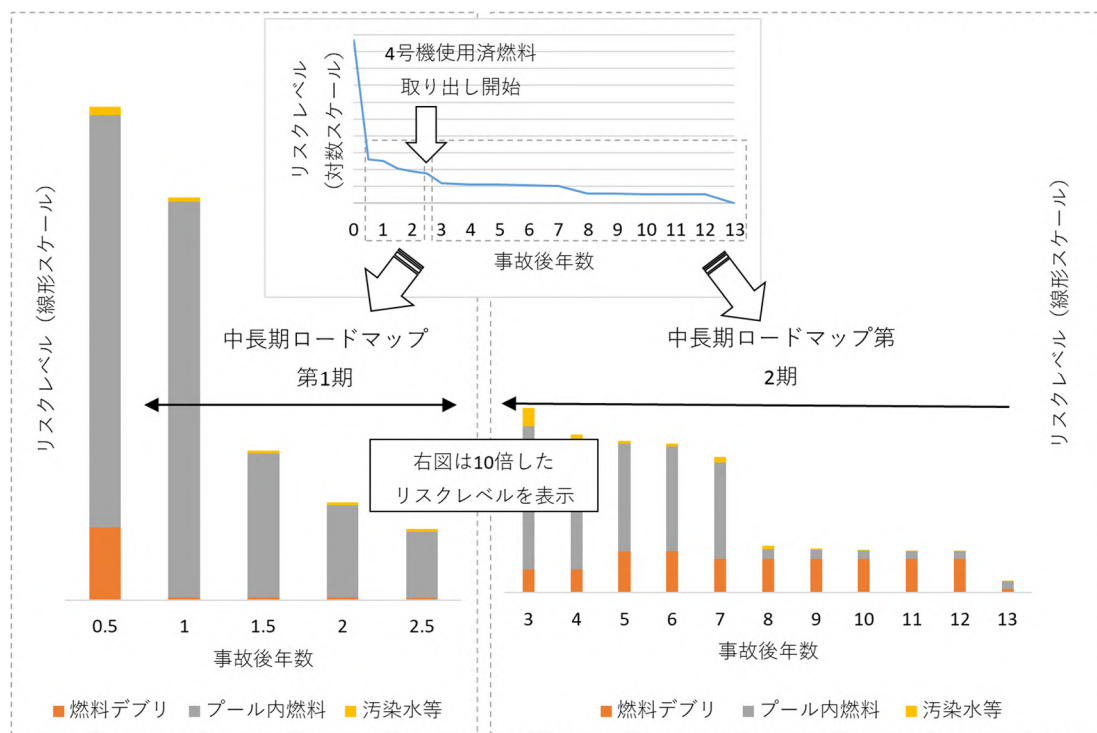 リスクレベル
（対数スケール）
4号機使用済燃料
取り出し開始
0 1 2 3 4 5 6 7 8 9 10 11 12 13
事故後年数
リスクレベル（線形スケール）
中長期ロードマップ
第1期
0.5 1 1.5 2 2.5
事故後年数
燃料デブリ プール内燃料 汚染水等
右図は10倍した
リスクレベルを表示
中長期ロードマップ第
2期
3 4 5 6 7 8 9 10 11 12 13
事故後年数
燃料デブリ プール内燃料 汚染水等
リスクレベル（線形スケール）